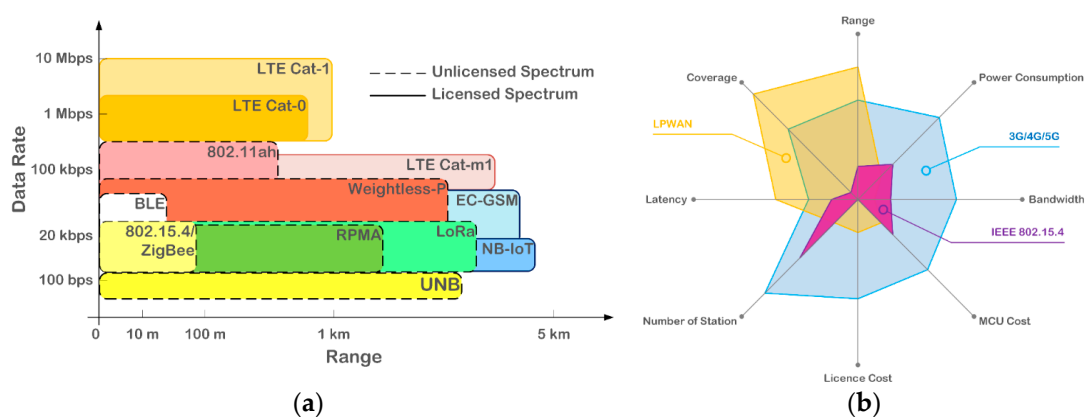 10 Mbps
1 Mbps
100 kbps
20 kbps
100 bps
Data Rate
LTE Cat-1
LTE Cat-0
802.11ah
LTE Cat-m1
Weightless-P
BLE
EC-GSM
802.15.4/
ZigBee
RPMA
LoRa
NB-IoT
UNB
Unlicensed Spectrum
Licensed Spectrum
0
10 m
100 m
1 km
5 km
Range
(a)
Range
Coverage
Power Consumption
LPWAN
3G/4G/5G
Latency
Bandwidth
IEEE 802.15.4
Number of Station
MCU Cost
Licence Cost
(b)